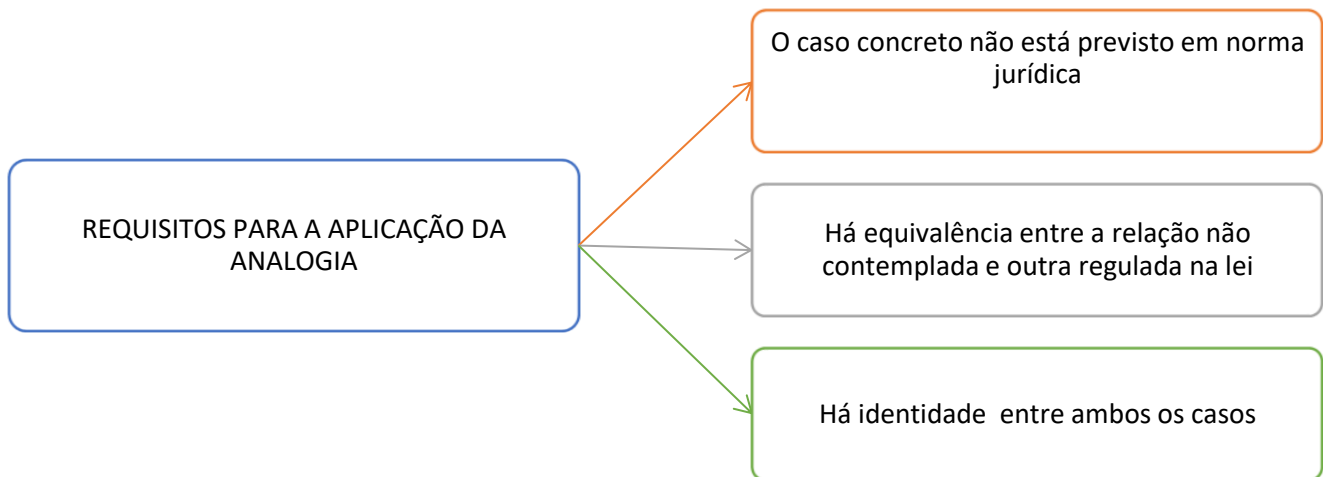 O caso concreto não está previsto em norma
jurídica
REQUISITOS PARA A APLICAÇÃO DA
ANALOGIA
Há equivalência entre a relação não
contemplada e outra regulada na lei
Há identidade entre ambos os casos